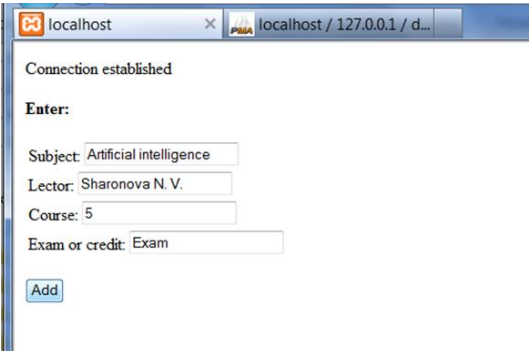 localhost
PMA localhost / 127.0.0.1 / d...
Connection established
Enter:
Subject: Artificial intelligence
Lector: Sharonova N. V.
Course: 5
Exam or credit: Exam
Add